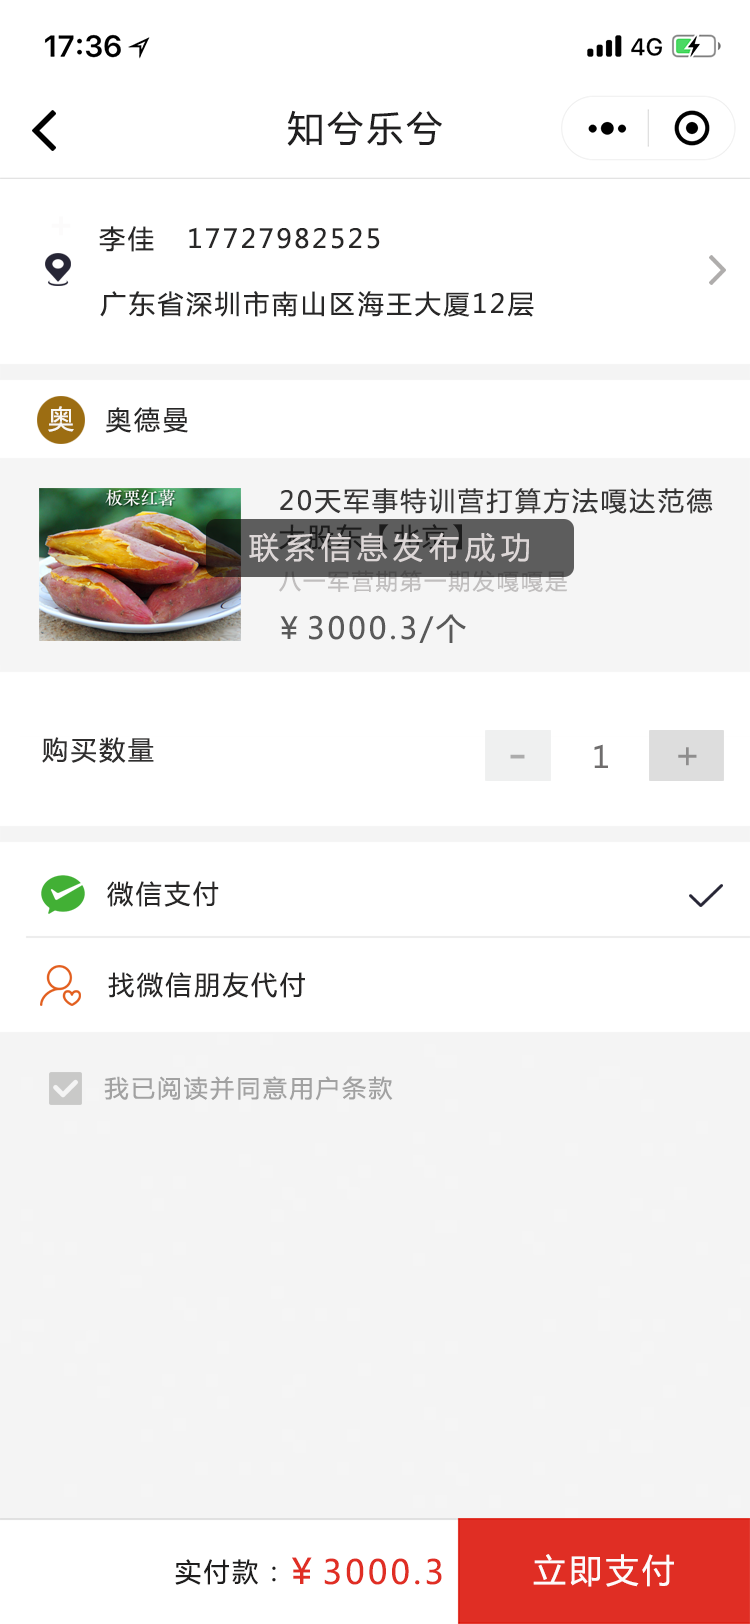 17:36
4G
知兮乐兮
李佳 17727982525
广东省深圳市南山区海王大厦12层
奥 奥德曼
板栗红薯
20天军事特训营打算方法嘎达范德
大股东【北京】
联系信息发布成功
八一军营期第一期发嘎嘎是
¥3000.3/个
购买数量
- 1 +
微信支付
找微信朋友代付
我已阅读并同意用户条款
实付款：¥3000.3
立即支付